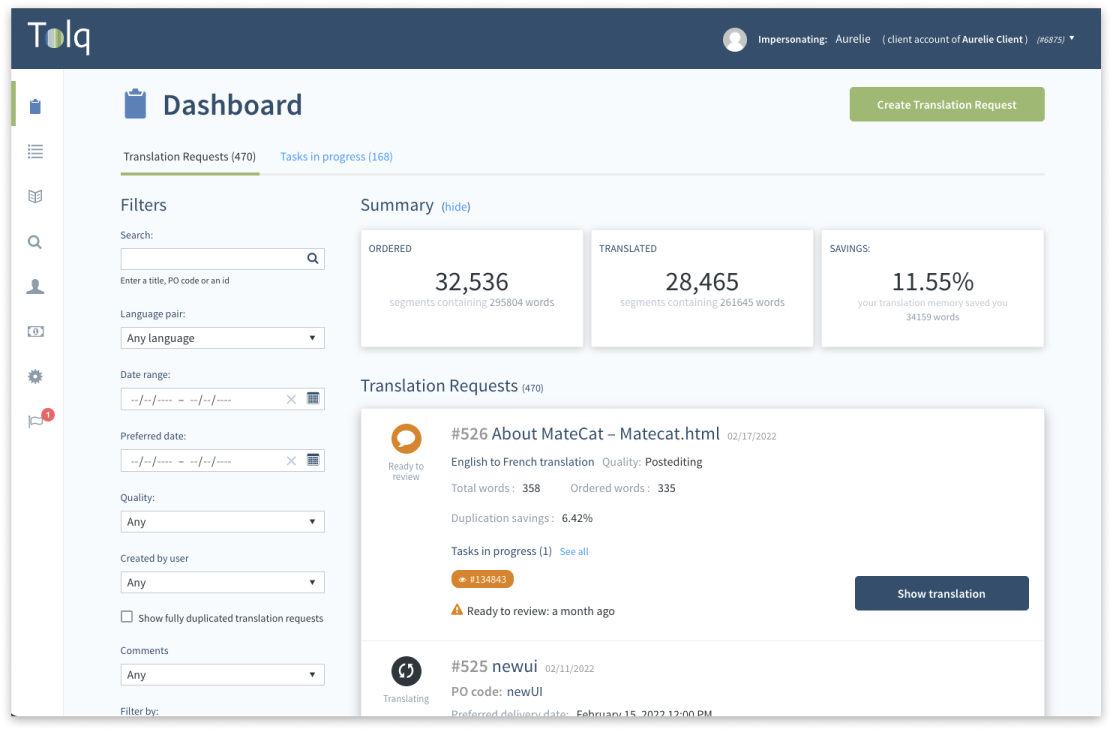 Tolq
Impersonating: Aurelie ( client account of Aurelie Client ) (#6875)
Dashboard
Create Translation Request
Translation Requests (470) Tasks in progress (168)
Filters
Search:
Enter a title, PO code or an id
Language pair:
Any language
Date range:
--/--/---- – --/--/----
Preferred date:
--/--/---- – --/--/----
Quality:
Any
Created by user
Any
Show fully duplicated translation requests
Comments
Any
Filter by:
1
Summary (hide)
ORDERED
32,536
segments containing 295804 words
TRANSLATED
28,465
segments containing 261645 words
SAVINGS:
11.55%
your translation memory saved you
34159 words
Translation Requests (470)
Ready to
review
#526 About MateCat – Matecat.html 02/17/2022
English to French translation Quality: Postediting
Total words : 358 Ordered words : 335
Duplication savings : 6.42%
Tasks in progress (1) See all
#134843
Ready to review: a month ago
Show translation
Translating
#525 newui 02/11/2022
PO code: newUI
Preferred delivery date: February 15, 2022 12:00 PM